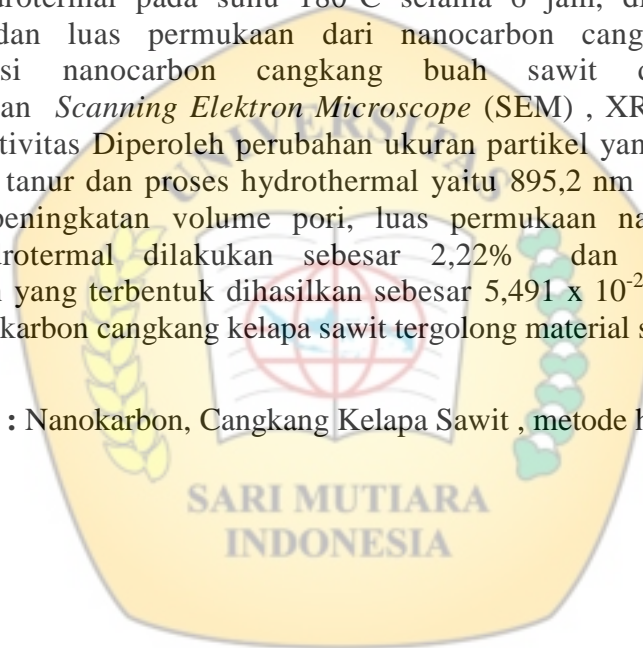 drotermal pada suhu 180°C selama 6 jam, di
dan luas permukaan dari nanocarbon cang
si nanocarbon cangkang buah sawit d
an Scanning Elektron Microscope (SEM) , XR
tivitas Diperoleh perubahan ukuran partikel yan
tanur dan proses hydrothermal yaitu 895,2 nm
peningkatan volume pori, luas permukaan na
rotermal dilakukan sebesar 2,22% dan
yang terbentuk dihasilkan sebesar 5,491 x 10⁻²
karbon cangkang kelapa sawit tergolong material s
: Nanokarbon, Cangkang Kelapa Sawit , metode h
UNIVERSITAS
SARI MUTIARA
INDONESIA